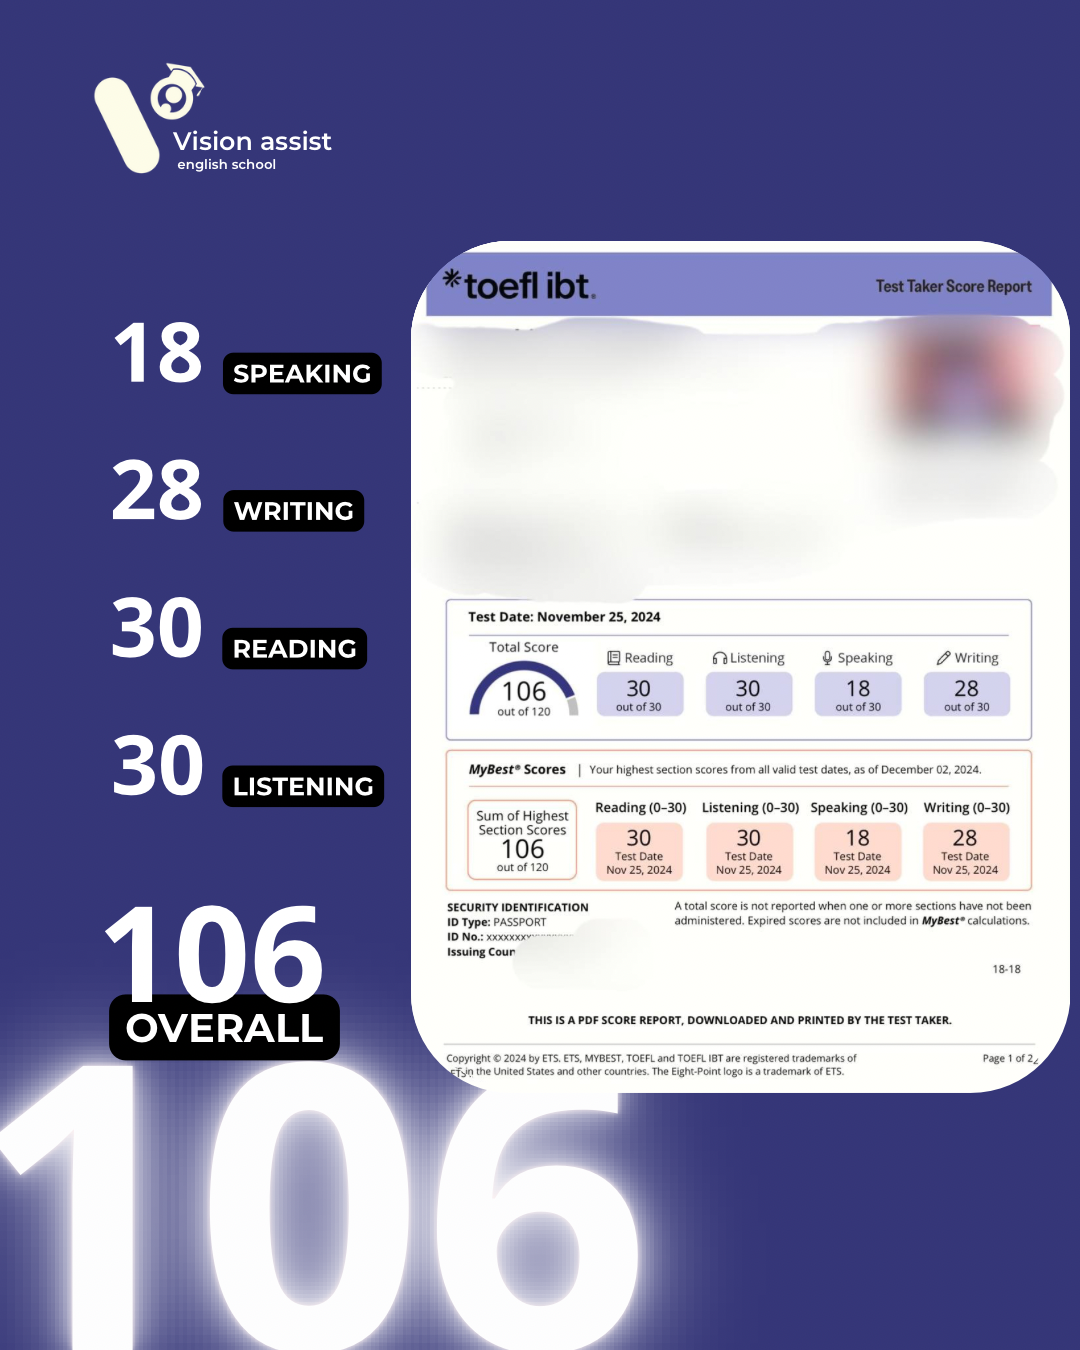 Vision assist
english school
18 SPEAKING
28 WRITING
30 READING
30 LISTENING
106
OVERALL
106
*toefl ibt.
Test Taker Score Report
Test Date: November 25, 2024
Total Score
106
out of 120
Reading
30
out of 30
Listening
30
out of 30
Speaking
18
out of 30
Writing
28
out of 30
MyBest® Scores | Your highest section scores from all valid test dates, as of December 02, 2024.
Sum of Highest
Section Scores
106
out of 120
Reading (0–30)
30
Test Date
Nov 25, 2024
Listening (0–30)
30
Test Date
Nov 25, 2024
Speaking (0–30)
18
Test Date
Nov 25, 2024
Writing (0–30)
28
Test Date
Nov 25, 2024
SECURITY IDENTIFICATION
ID Type: PASSPORT
ID No.: xxxxxxx
Issuing
A total score is not reported when one or more sections have not been
administered. Expired scores are not included in MyBest® calculations.
18-18
THIS IS A PDF SCORE REPORT, DOWNLOADED AND PRINTED BY THE TEST TAKER.
Copyright © 2024 by ETS. ETS, MYBEST, TOEFL and TOEFL IBT are registered trademarks of
ETS in the United States and other countries. The Eight-Point logo is a trademark of ETS.
Page 1 of 2